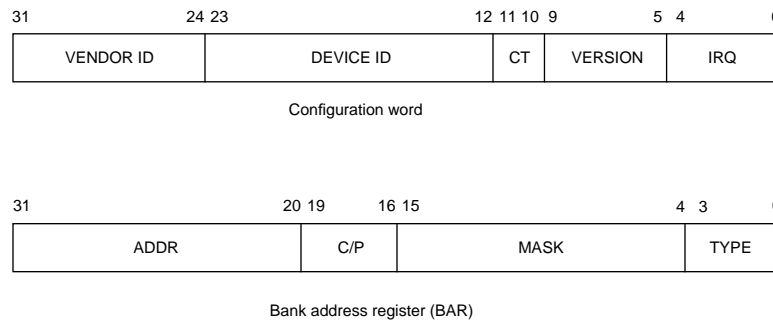 31 24 23 12 11 10 9 5 4
VENDOR ID DEVICE ID CT VERSION IRQ
Configuration word
31 20 19 16 15 4 3
ADDR C/P MASK TYPE
Bank address register (BAR)